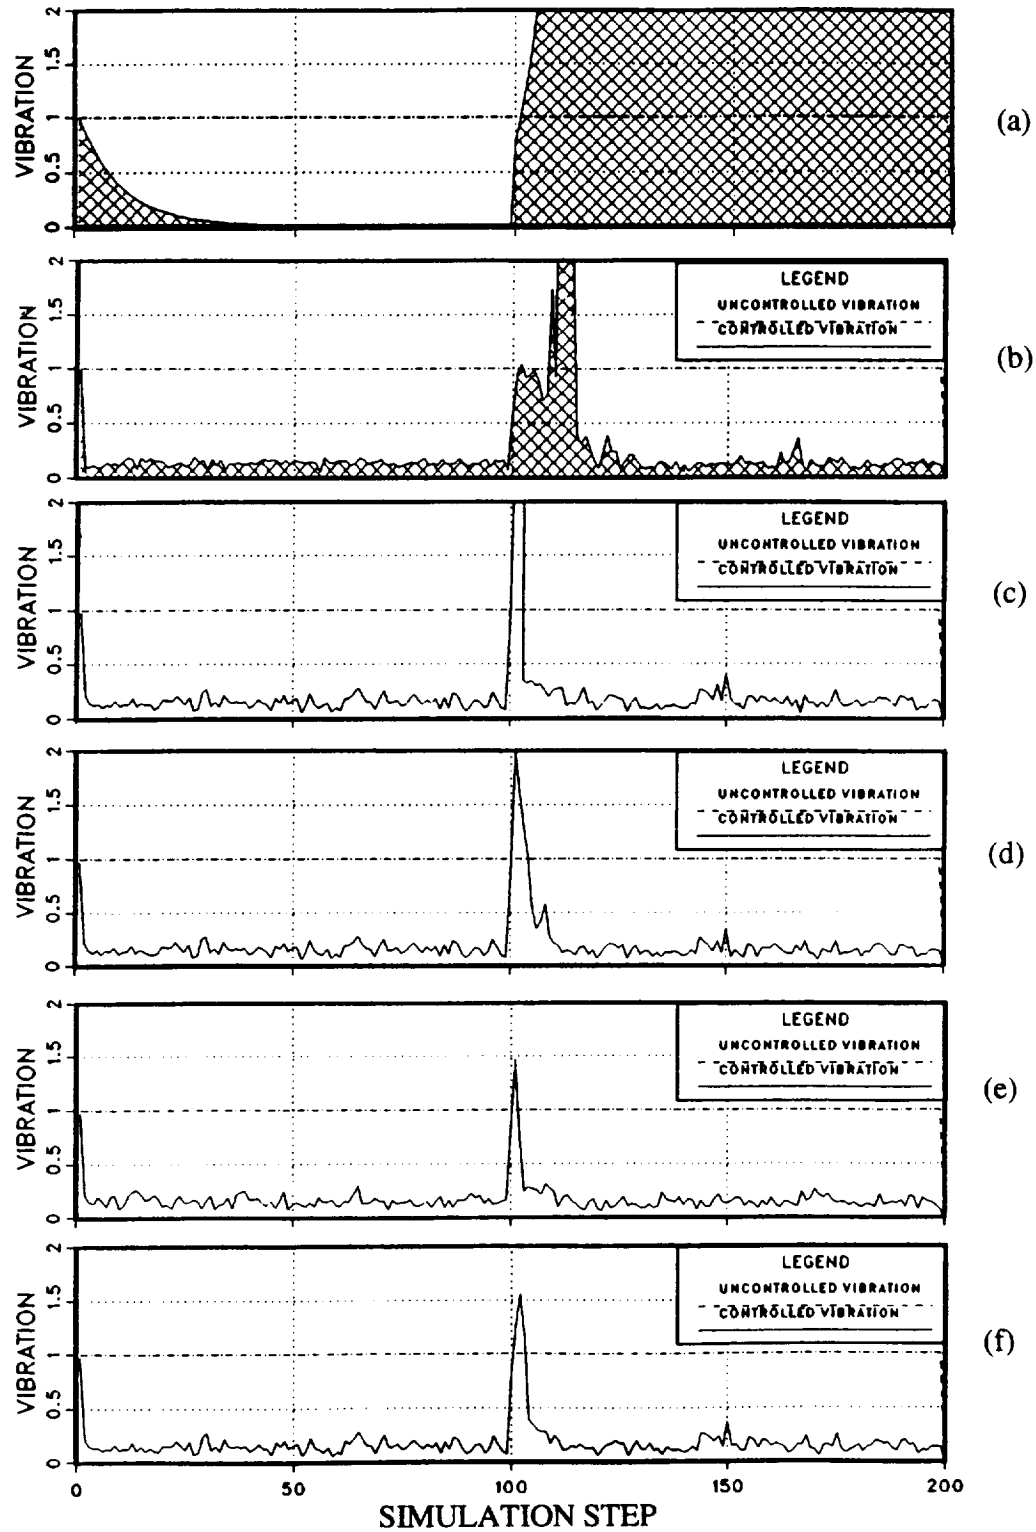 VIBRATION
2
1.5
1
0.5
0
(a)
VIBRATION
2
1.5
1
0.5
0
LEGEND
UNCONTROLLED VIBRATION
CONTROLLED VIBRATION
(b)
VIBRATION
2
1.5
1
0.5
0
LEGEND
UNCONTROLLED VIBRATION
CONTROLLED VIBRATION
(c)
VIBRATION
2
1.5
1
0.5
0
LEGEND
UNCONTROLLED VIBRATION
CONTROLLED VIBRATION
(d)
VIBRATION
2
1.5
1
0.5
0
LEGEND
UNCONTROLLED VIBRATION
CONTROLLED VIBRATION
(e)
VIBRATION
2
1.5
1
0.5
0
LEGEND
UNCONTROLLED VIBRATION
CONTROLLED VIBRATION
(f)
0 50 100 150 200
SIMULATION STEP